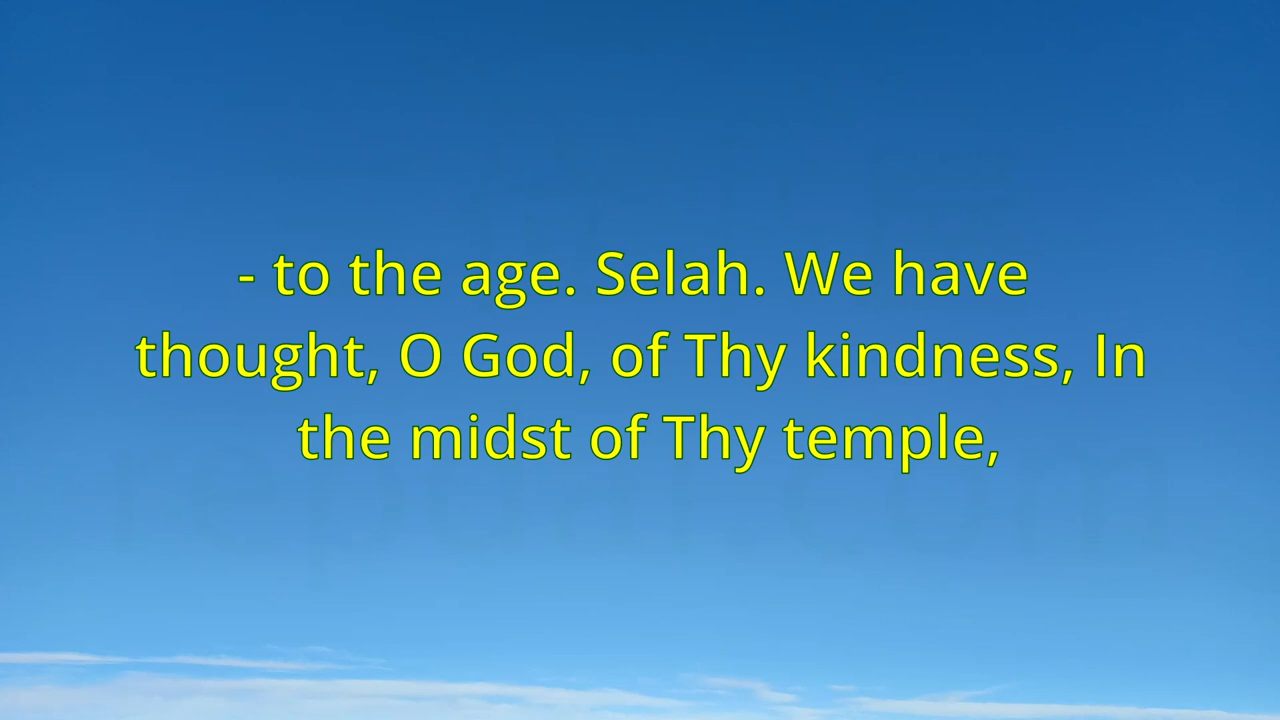 - to the age. Selah. We have
thought, O God, of Thy kindness, In
the midst of Thy temple,